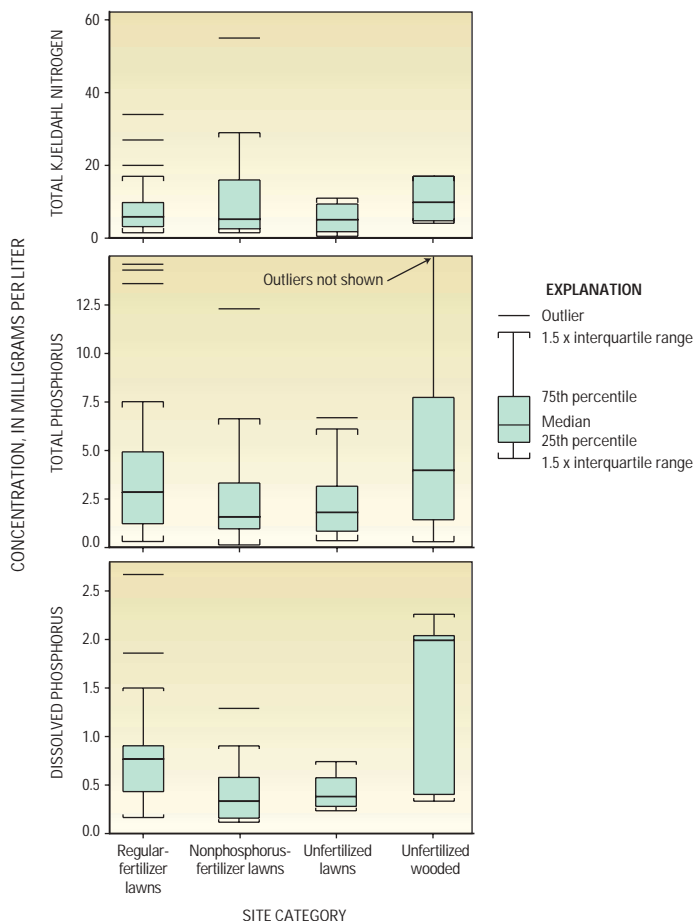 CONCENTRATION, IN MILLIGRAMS PER LITER
TOTAL KJELDAHL NITROGEN
60
40
20
0
TOTAL PHOSPHORUS
12.5
10.0
7.5
5.0
2.5
0.0
Outliers not shown
DISSOLVED PHOSPHORUS
2.5
2.0
1.5
1.0
0.5
0.0
Regular-
fertilizer
lawns
Nonphosphorus-
fertilizer lawns
Unfertilized
lawns
Unfertilized
wooded
SITE CATEGORY
EXPLANATION
Outlier
1.5 x interquartile range
75th percentile
Median
25th percentile
1.5 x interquartile range